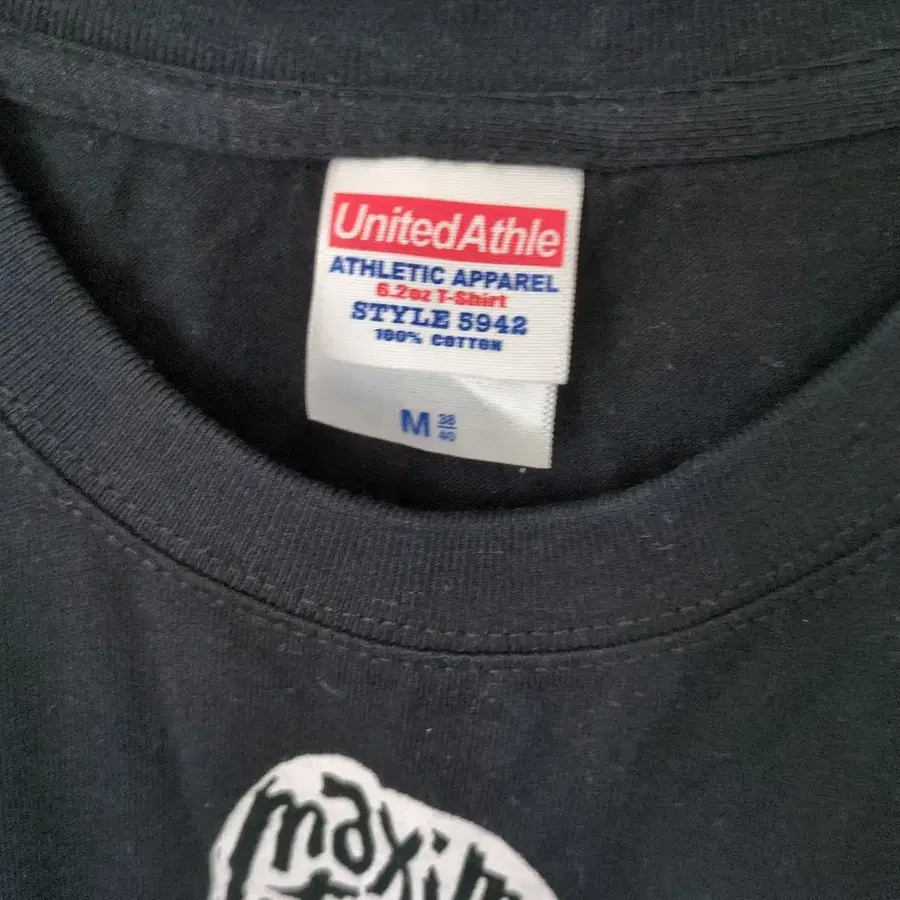 UnitedAthle
ATHLETIC APPAREL
6.2oz T-Shirt
STYLE 5942
100% COTTON
M 38
40